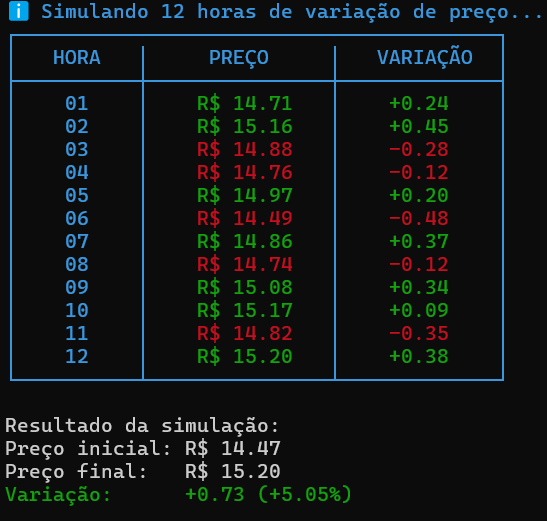 ℹ Simulando 12 horas de variação de preço...
HORA PREÇO VARIAÇÃO
01 R$ 14.71 +0.24
02 R$ 15.16 +0.45
03 R$ 14.88 -0.28
04 R$ 14.76 -0.12
05 R$ 14.97 +0.20
06 R$ 14.49 -0.48
07 R$ 14.86 +0.37
08 R$ 14.74 -0.12
09 R$ 15.08 +0.34
10 R$ 15.17 +0.09
11 R$ 14.82 -0.35
12 R$ 15.20 +0.38
Resultado da simulação:
Preço inicial: R$ 14.47
Preço final: R$ 15.20
Variação: +0.73 (+5.05%)